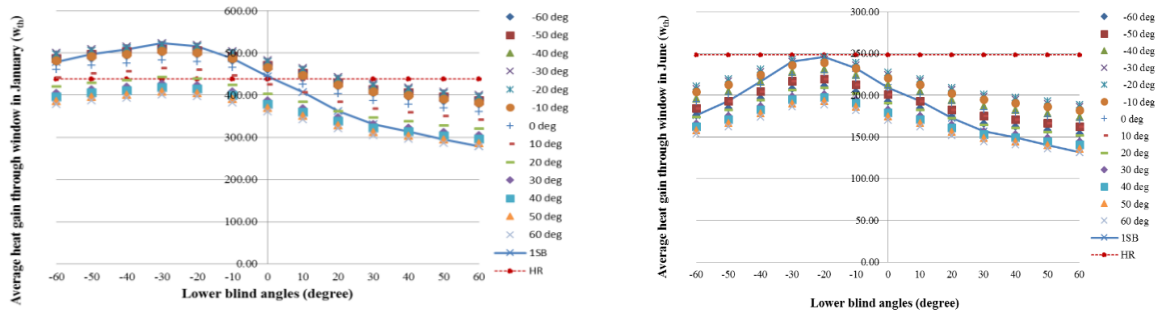 Average heat gain through window in January (wth)
600.00
500.00
400.00
300.00
200.00
100.00
0.00
-60 -50 -40 -30 -20 -10 0 10 20 30 40 50 60
Lower blind angles (degree)
-60 deg
-50 deg
-40 deg
-30 deg
-20 deg
-10 deg
0 deg
10 deg
20 deg
30 deg
40 deg
50 deg
60 deg
1SB
HR
Average heat gain through window in June (wth)
300.00
250.00
200.00
150.00
100.00
50.00
0.00
-60 -50 -40 -30 -20 -10 0 10 20 30 40 50 60
Lower blind angles (degree)
-60 deg
-50 deg
-40 deg
-30 deg
-20 deg
-10 deg
0 deg
10 deg
20 deg
30 deg
40 deg
50 deg
60 deg
1SB
HR